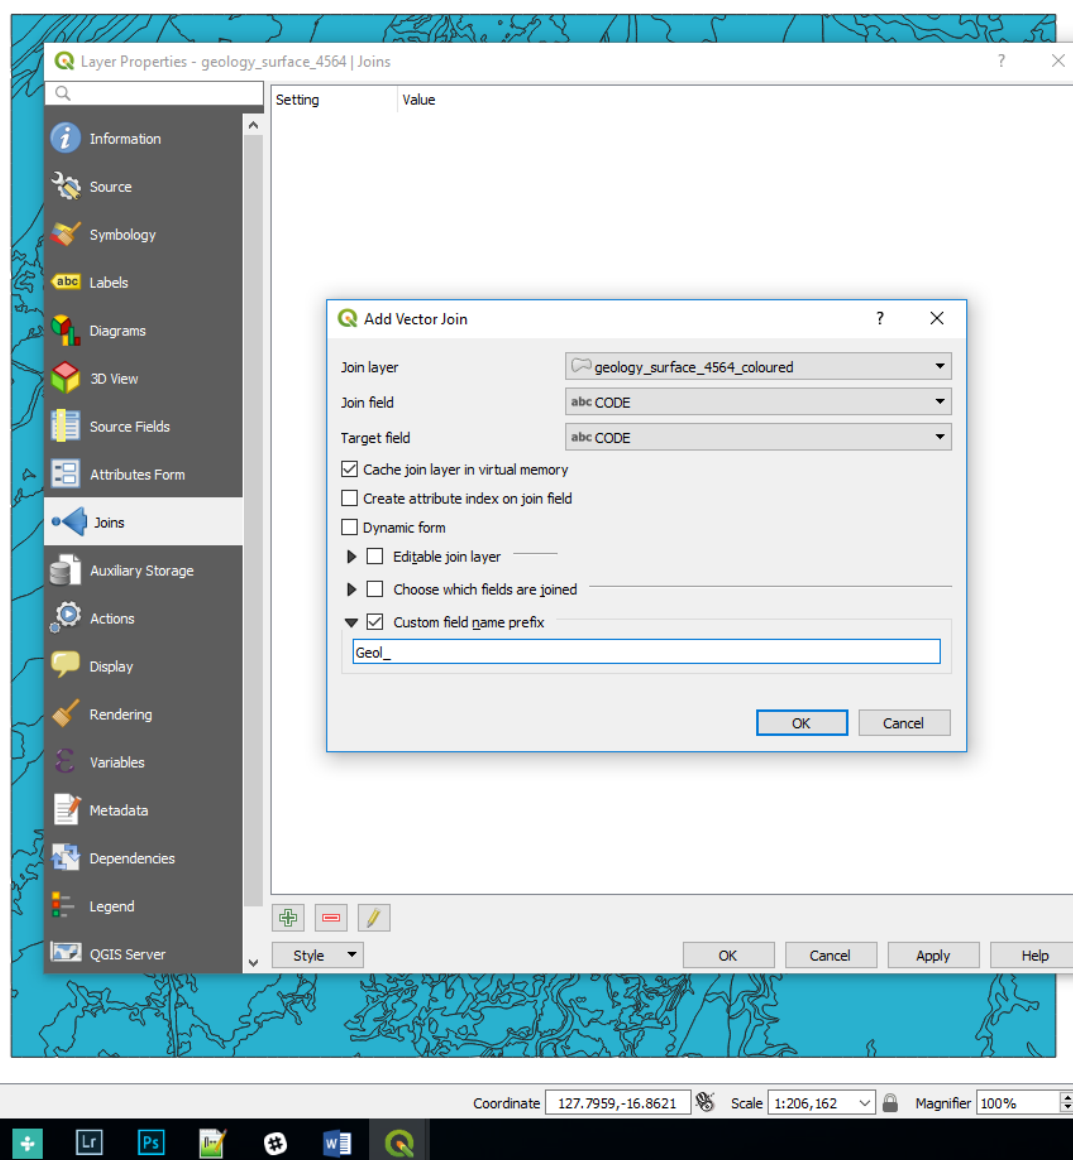 Layer Properties - geology_surface_4564 | Joins
?
Setting Value
Information
Source
Symbology
abc Labels
Diagrams
3D View
Source Fields
Attributes Form
Joins
Auxiliary Storage
Actions
Display
Rendering
Variables
Metadata
Dependencies
Legend
QGIS Server
Add Vector Join
?
Join layer geology_surface_4564_coloured
Join field abc CODE
Target field abc CODE
Cache join layer in virtual memory
Create attribute index on join field
Dynamic form
Editable join layer
Choose which fields are joined
Custom field name prefix
Geol_
OK Cancel
Style OK Cancel Apply Help
Coordinate 127.7959,-16.8621 Scale 1:206,162 Magnifier 100%
Lr Ps W